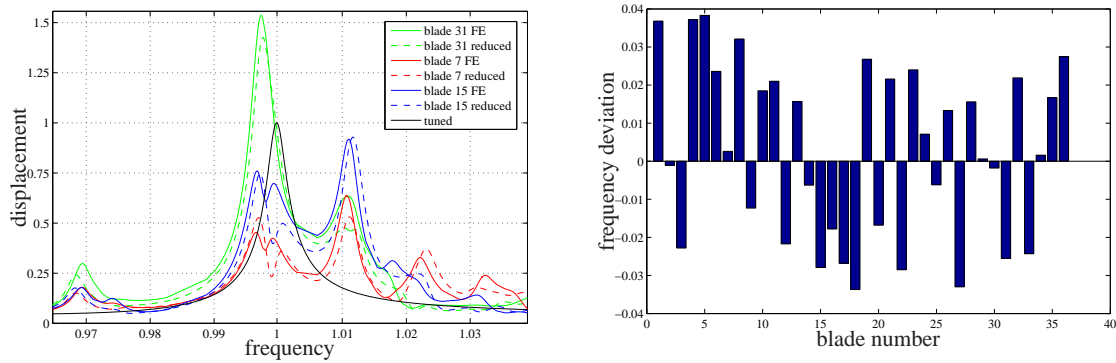 displacement
1.5
1.25
1
0.75
0.5
0.25
0
0.97
0.98
0.99
1
1.01
1.02
1.03
frequency
blade 31 FE
blade 31 reduced
blade 7 FE
blade 7 reduced
blade 15 FE
blade 15 reduced
tuned
frequency deviation
0.04
0.03
0.02
0.01
0
−0.01
−0.02
−0.03
−0.04
0
5
10
15
20
25
30
35
40
blade number